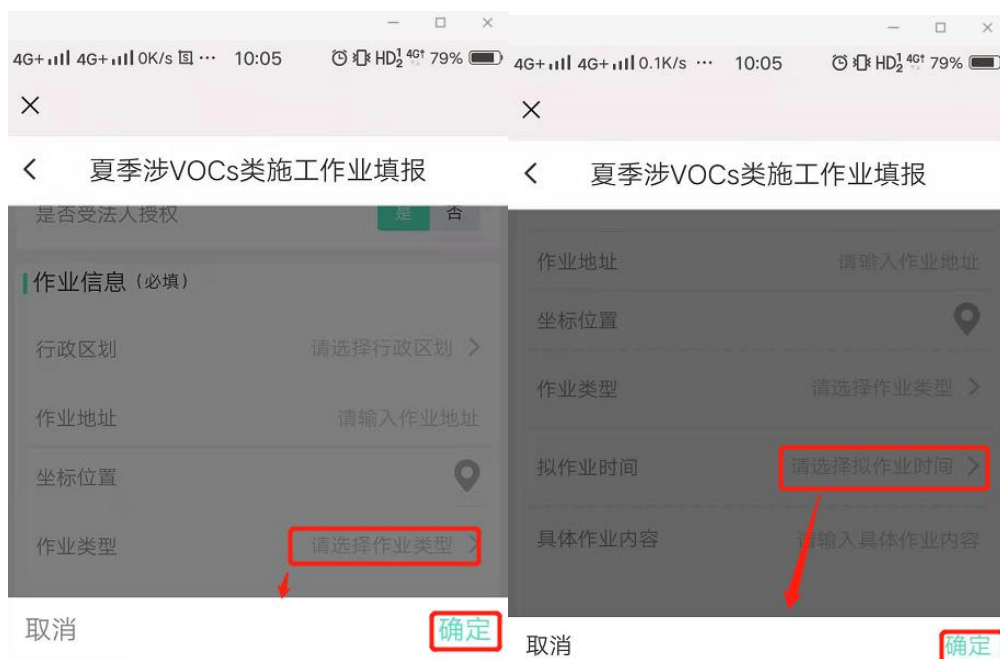 4G+ 4G+ 0K/s ... 10:05 HD 1 2 4G↑ 79%
夏季涉VOCs类施工作业填报
是否受法人授权 是 否
作业信息（必填）
行政区划 请选择行政区划
作业地址 请输入作业地址
坐标位置
作业类型 请选择作业类型
取消 确定
4G+ 4G+ 0.1K/s ... 10:05 HD 1 2 4G↑ 79%
夏季涉VOCs类施工作业填报
作业地址 请输入作业地址
坐标位置
作业类型 请选择作业类型
拟作业时间 请选择拟作业时间
具体作业内容 请输入具体作业内容
取消 确定